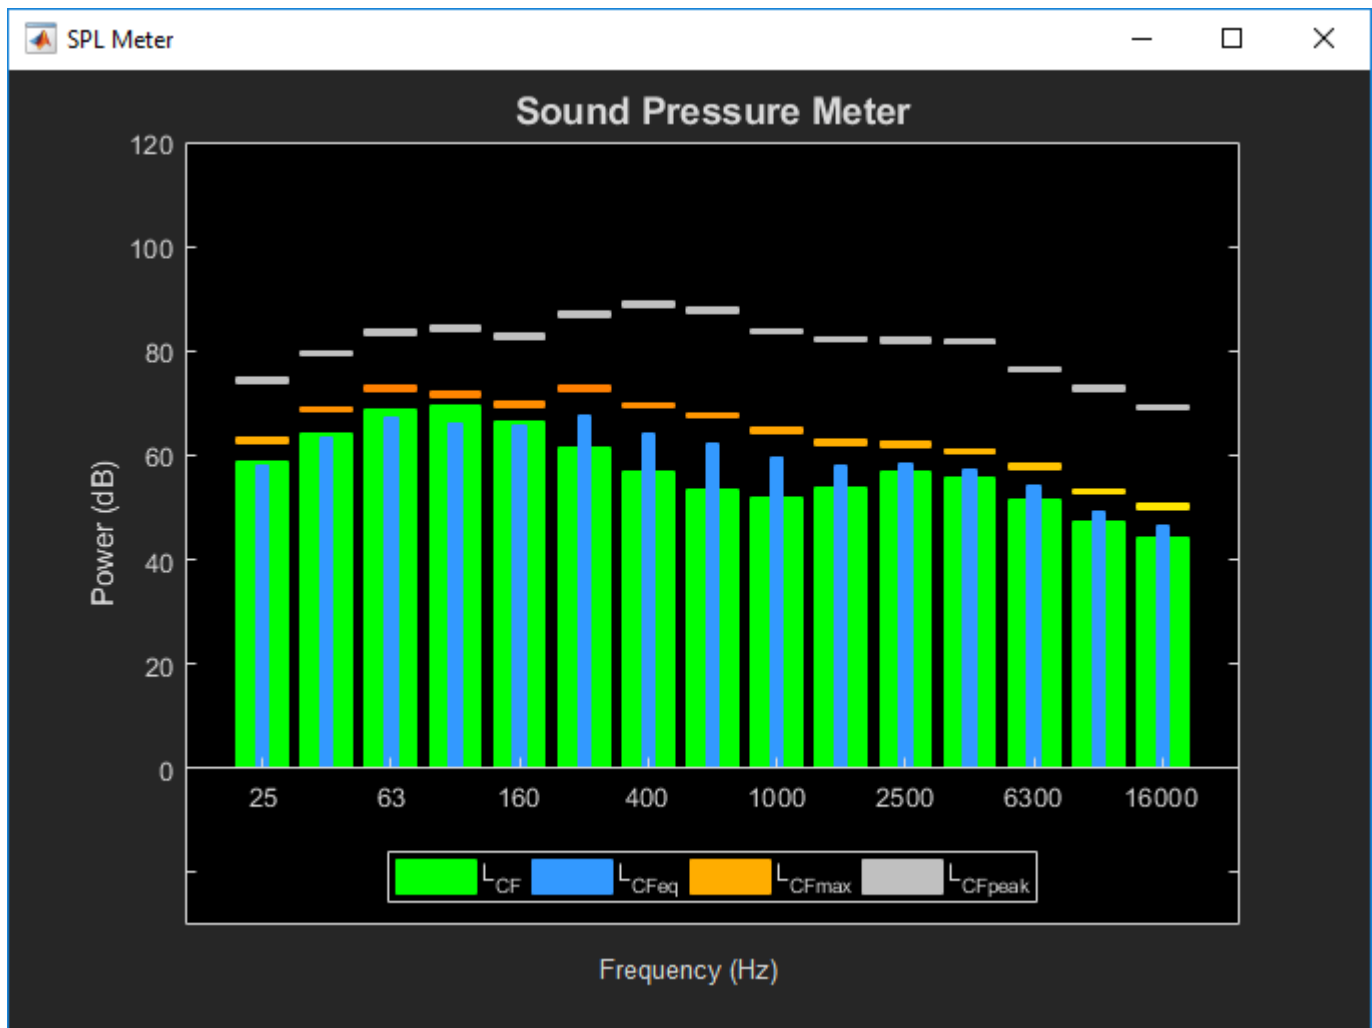 SPL Meter
Sound Pressure Meter
120
100
80
60
40
20
0
Power (dB)
25 63 160 400 1000 2500 6300 16000
LCF LCFeq LCFmax LCFpeak
Frequency (Hz)